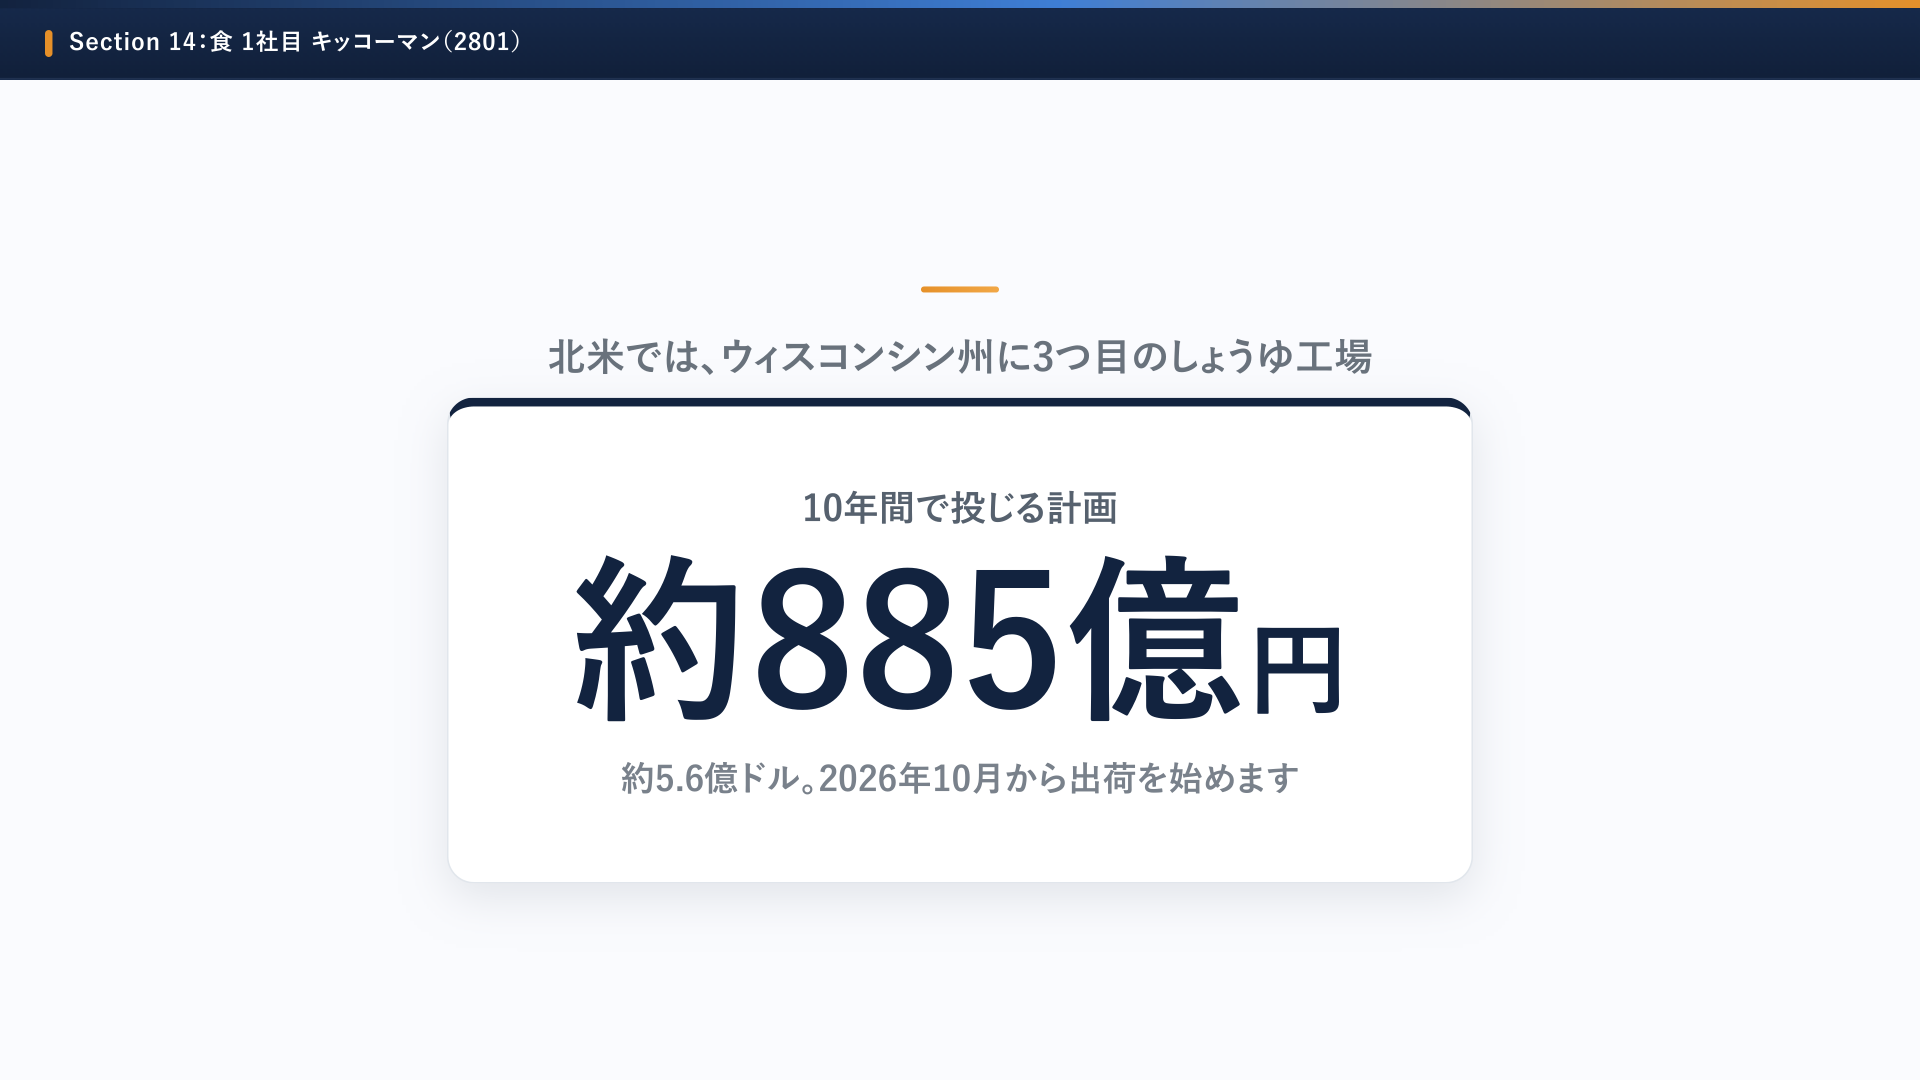 Section 14：食 1社目 キッコーマン（2801）
北米では、ウィスコンシン州に3つ目のしょうゆ工場
10年間で投じる計画
約885億円
約5.6億ドル。2026年10月から出荷を始めます